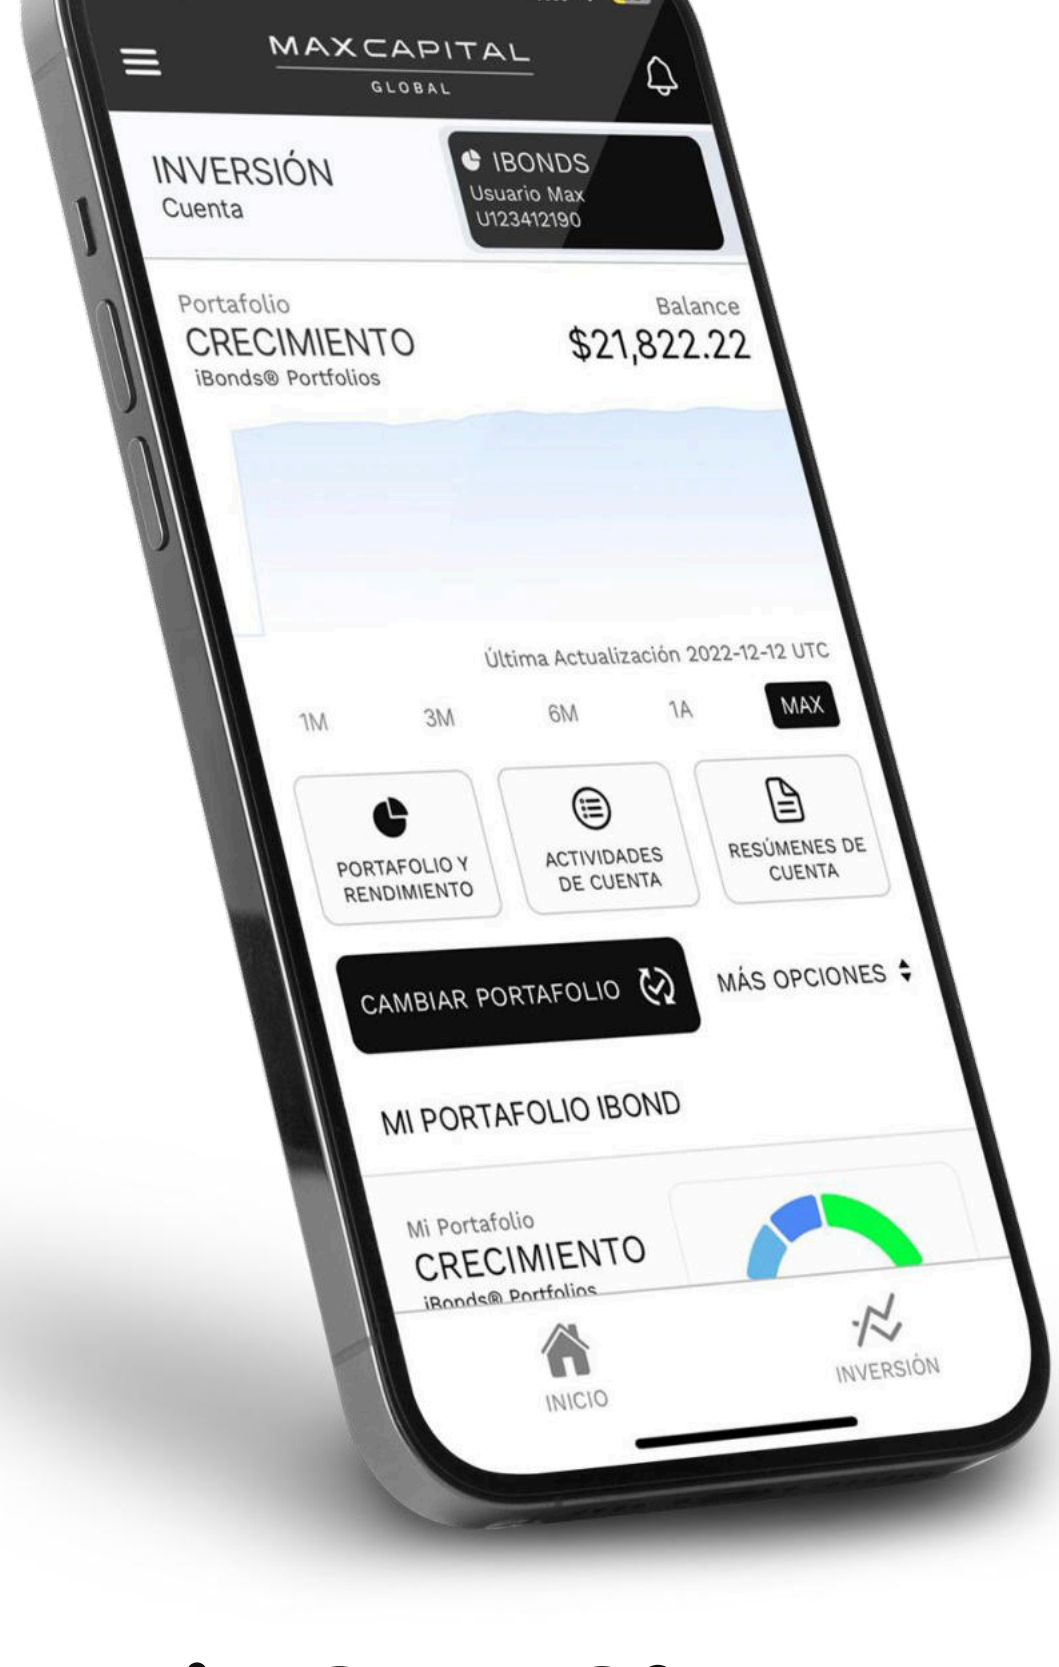 MAXCAPITAL
GLOBAL
INVERSIÓN
Cuenta
IBONDS
Usuario Max
U123412190
Portafolio
CRECIMIENTO
iBonds® Portfolios
Balance
$21,822.22
Última Actualización 2022-12-12 UTC
1M 3M 6M 1A MAX
PORTAFOLIO Y
RENDIMIENTO
ACTIVIDADES
DE CUENTA
RESÚMENES DE
CUENTA
CAMBIAR PORTAFOLIO
MÁS OPCIONES
MI PORTAFOLIO IBOND
Mi Portafolio
CRECIMIENTO
iBonds® Portfolios
INICIO
INVERSIÓN